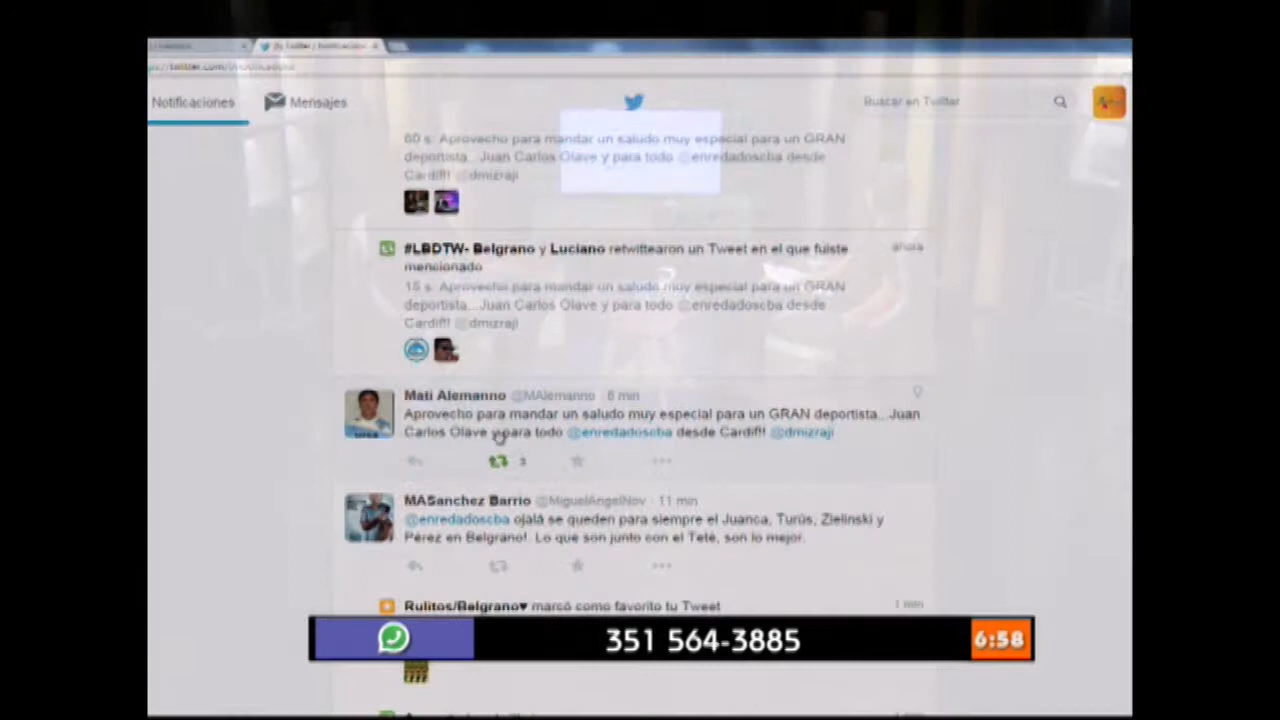 Notificaciones
Mensajes
Buscar en Twitter
60 s: Aprovecho para mandar un saludo muy especial para un GRAN
deportista...Juan Carlos Olave y para todo @enredadoscba desde
Cardiff! @dmizraji
#LBDTW- Belgrano y Luciano retwittearon un Tweet en el que fuiste
mencionado
ahora
15 s: Aprovecho para mandar un saludo muy especial para un GRAN
deportista...Juan Carlos Olave y para todo @enredadoscba desde
Cardiff! @dmizraji
Mati Alemanno @MAlemanno · 6 min
Aprovecho para mandar un saludo muy especial para un GRAN deportista...Juan
Carlos Olave y para todo @enredadoscba desde Cardiff! @dmizraji
3
MASanchez Barrio @MiguelAngelNov · 11 min
@enredadoscba ojalá se queden para siempre el Juanca, Turús, Zielinski y
Pérez en Belgrano!. Lo que son junto con el Teté, son lo mejor.
Rulitos/Belgrano♥ marcó como favorito tu Tweet
1 min
351 564-3885
6:58